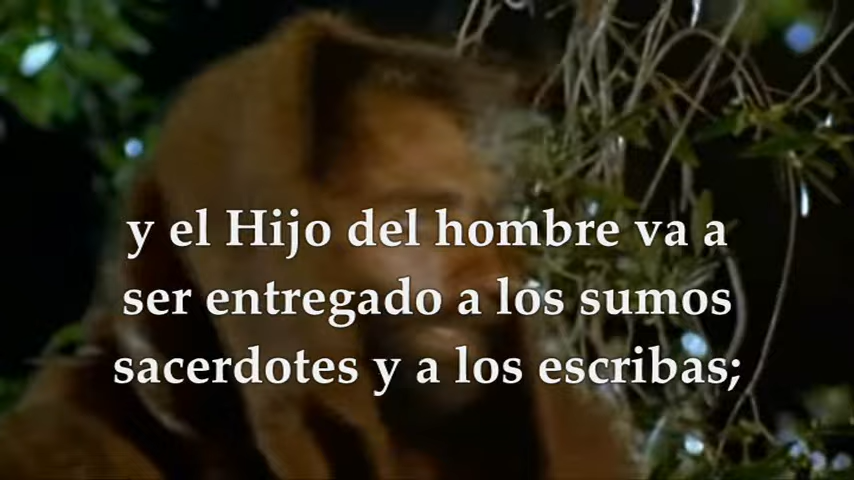 y el Hijo del hombre va a
ser entregado a los sumos
sacerdotes y a los escribas;